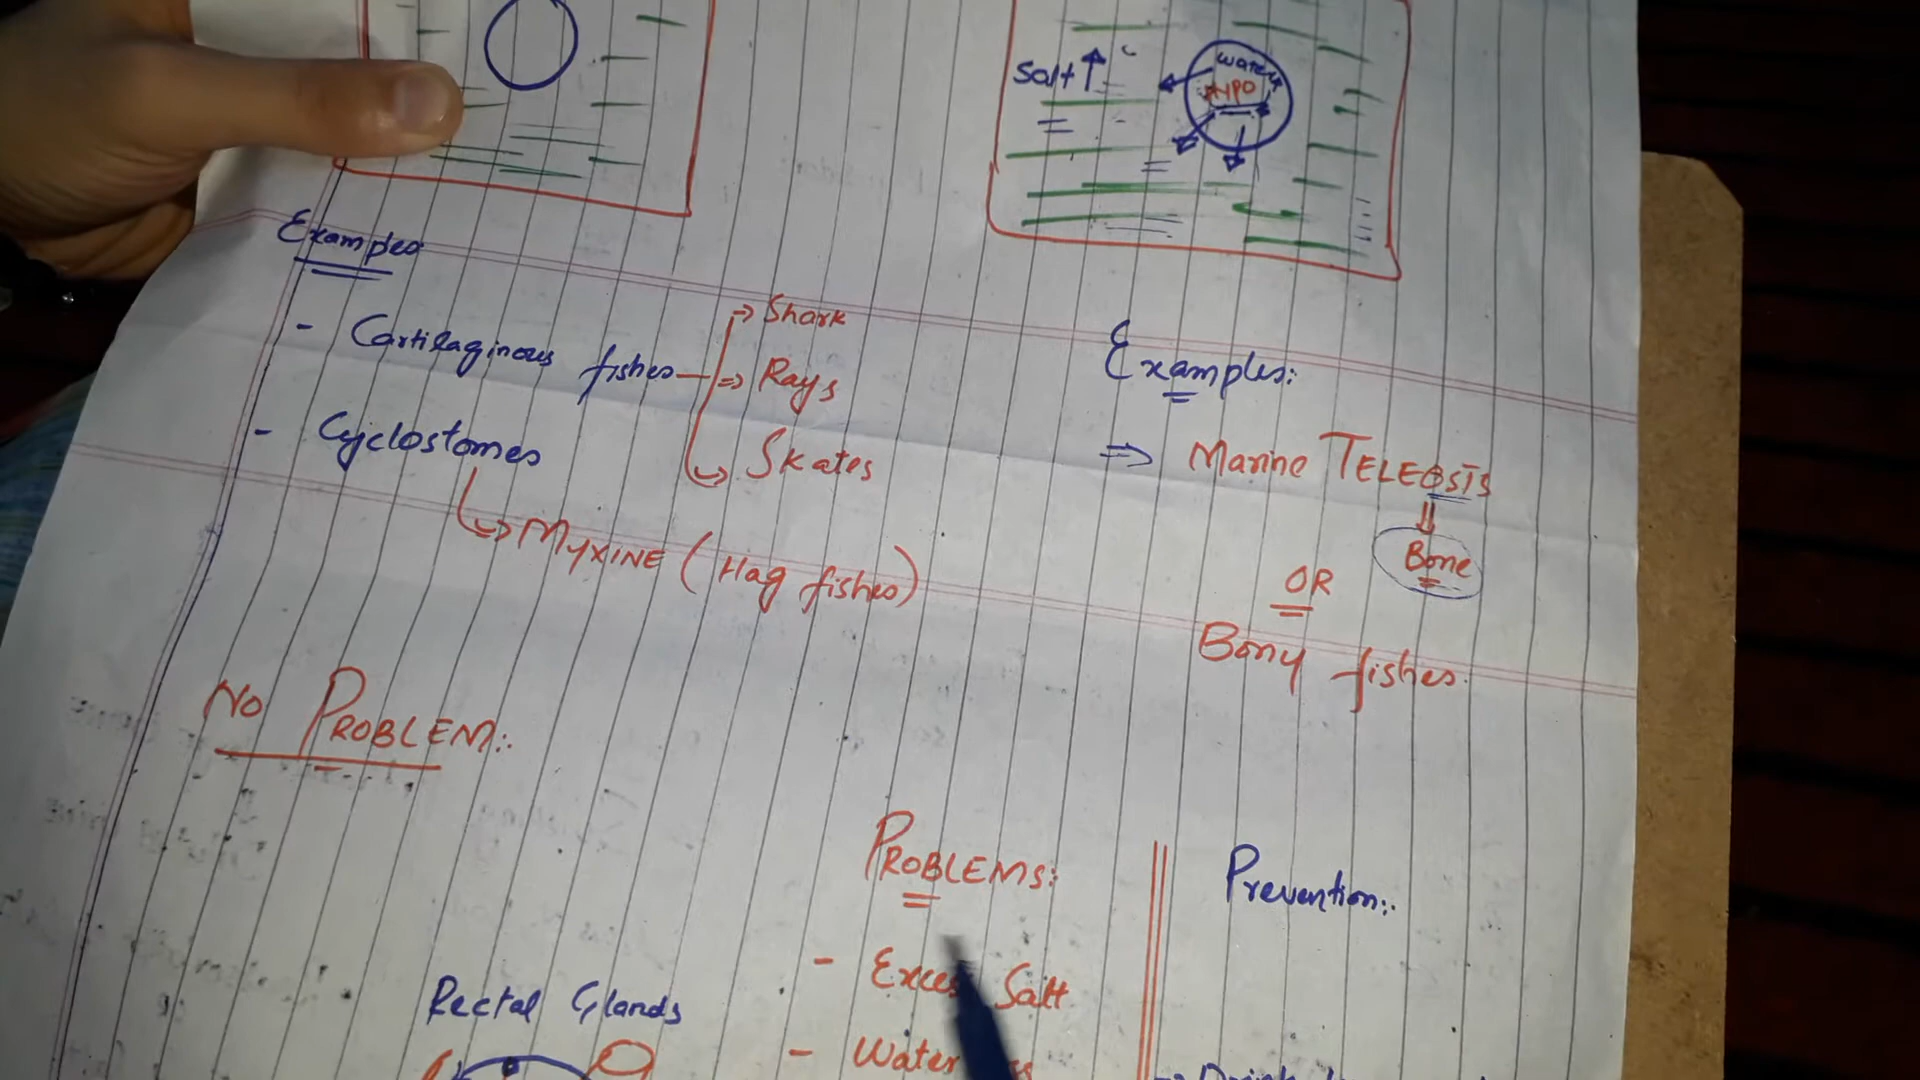 Salt ↑
water
HYPO
Examples
- Cartilaginous fishes
→ Shark
⇒ Rays
→ Skates
- Cyclostomes
→ MYXINE (Hag fishes)
Examples:
⇒ Marine TELEOSTS
⇓
Bone
OR
Bony fishes.
NO PROBLEM:
Rectal Glands
PROBLEMS:
- Salt
- Water
Prevention: